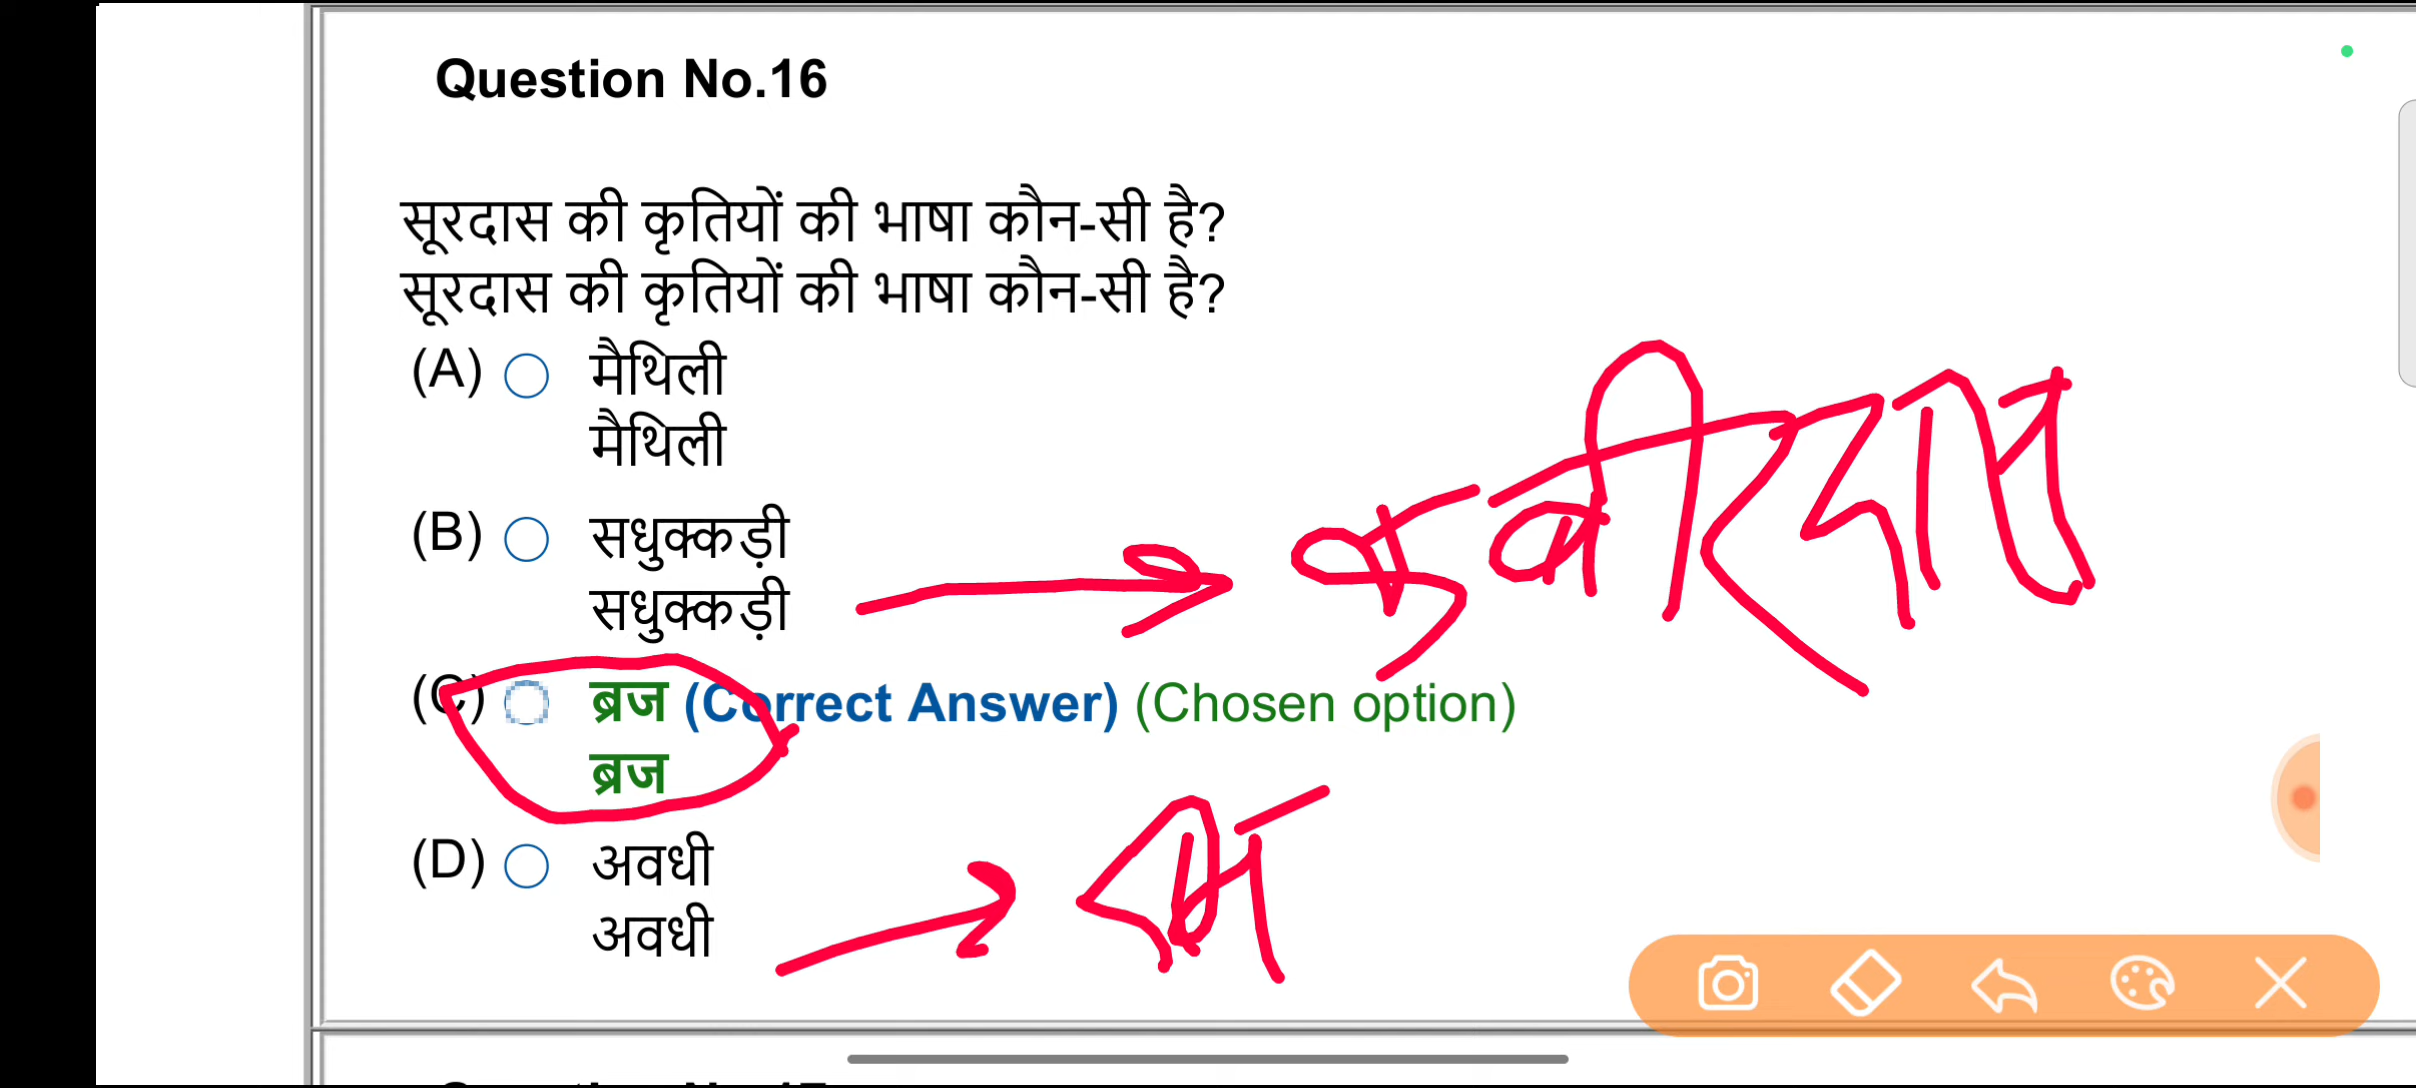 Question No.16
सूरदास की कृतियों की भाषा कौन-सी है?
सूरदास की कृतियों की भाषा कौन-सी है?
(A) मैथिली
मैथिली
(B) सधुक्कड़ी
सधुक्कड़ी
कबीरदास
(C) ब्रज (Correct Answer) (Chosen option)
ब्रज
(D) अवधी
अवधी